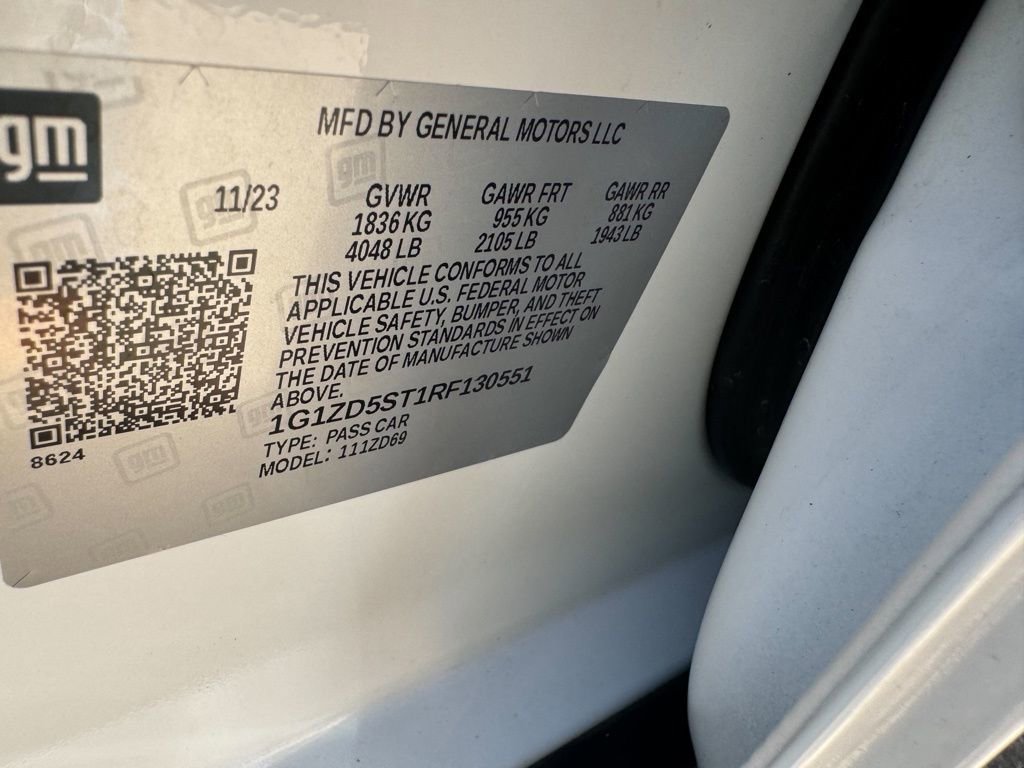 gm
MFD BY GENERAL MOTORS LLC
11/23 GVWR GAWR FRT GAWR RR
1836 KG 955 KG 881 KG
4048 LB 2105 LB 1943 LB
THIS VEHICLE CONFORMS TO ALL
APPLICABLE U.S. FEDERAL MOTOR
VEHICLE SAFETY, BUMPER, AND THEFT
PREVENTION STANDARDS IN EFFECT ON
THE DATE OF MANUFACTURE SHOWN
ABOVE.
1G1ZD5ST1RF130551
TYPE: PASS CAR
MODEL: 111ZD69
8624